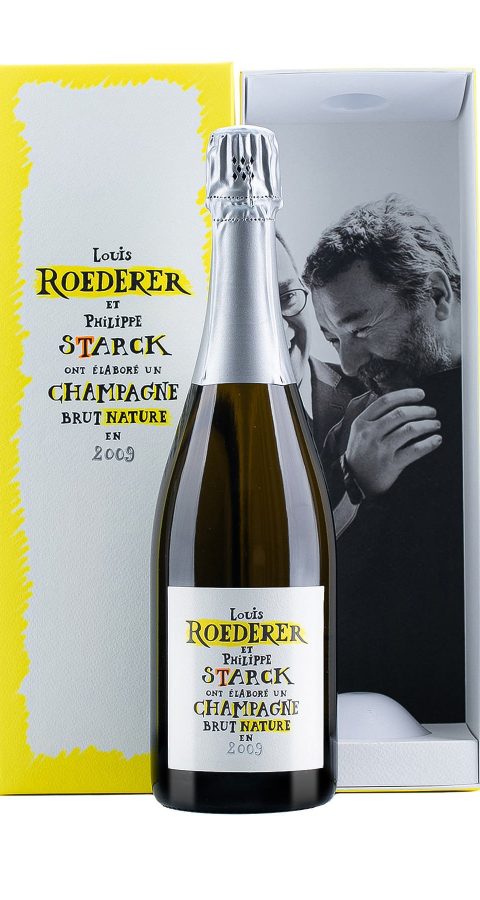 Louis
ROEDERER
ET
PHILIPPE
STARCK
ONT ÉLABORÉ UN
CHAMPAGNE
BRUT NATURE
EN
2009
Louis
ROEDERER
ET
PHILIPPE
STARCK
ONT ÉLABORÉ UN
CHAMPAGNE
BRUT NATURE
EN
2009